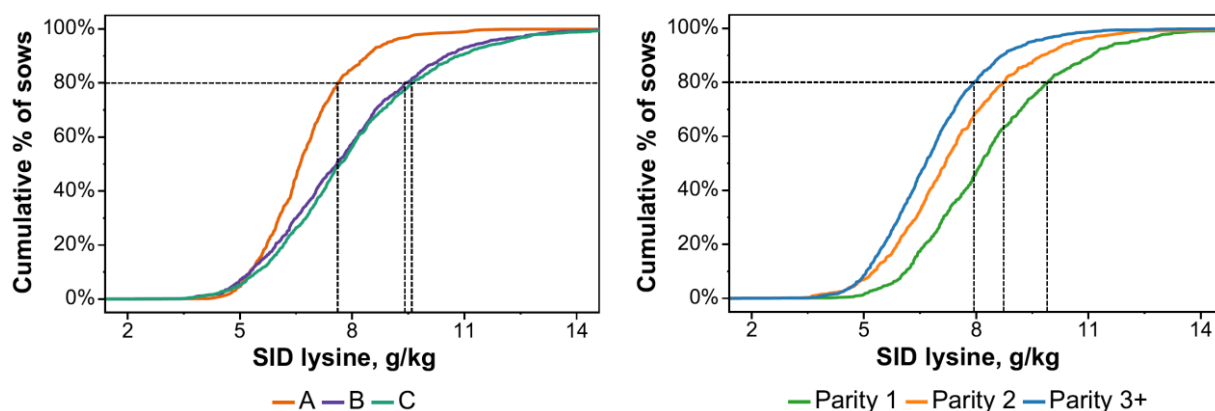 100%
80%
60%
40%
20%
0%
Cumulative % of sows
2 5 8 11 14
SID lysine, g/kg
A B C
100%
80%
60%
40%
20%
0%
Cumulative % of sows
2 5 8 11 14
SID lysine, g/kg
Parity 1 Parity 2 Parity 3+